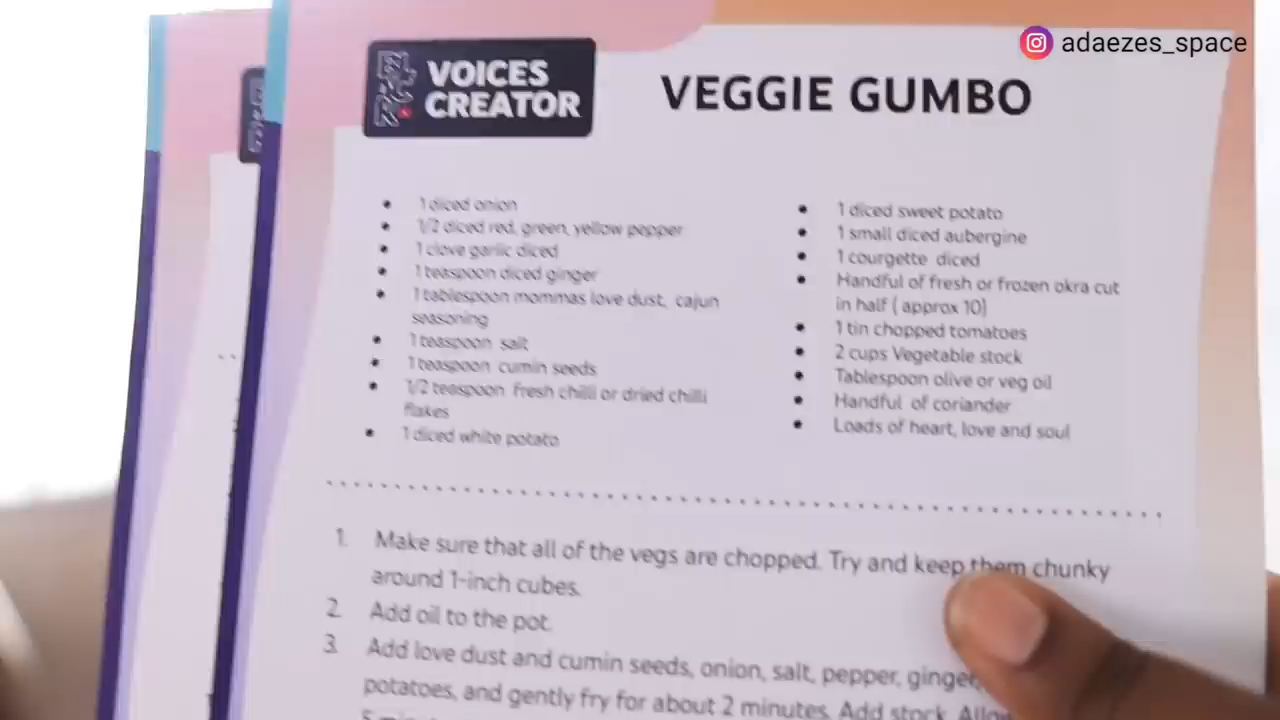 adaezes_space
VOICES
CREATOR
VEGGIE GUMBO
1 diced onion
1/2 diced red, green, yellow pepper
1 clove garlic diced
1 teaspoon diced ginger
1 tablespoon mommas love dust, cajun
seasoning
1 teaspoon salt
1 teaspoon cumin seeds
1/2 teaspoon fresh chilli or dried chilli
flakes
1 diced white potato
1 diced sweet potato
1 small diced aubergine
1 courgette diced
Handful of fresh or frozen okra cut
in half ( approx 10)
1 tin chopped tomatoes
2 cups Vegetable stock
Tablespoon olive or veg oil
Handful of coriander
Loads of heart, love and soul
1. Make sure that all of the vegs are chopped. Try and keep them chunky
around 1-inch cubes.
2. Add oil to the pot.
3. Add love dust and cumin seeds, onion, salt, pepper, ginger,
potatoes, and gently fry for about 2 minutes. Add stock.